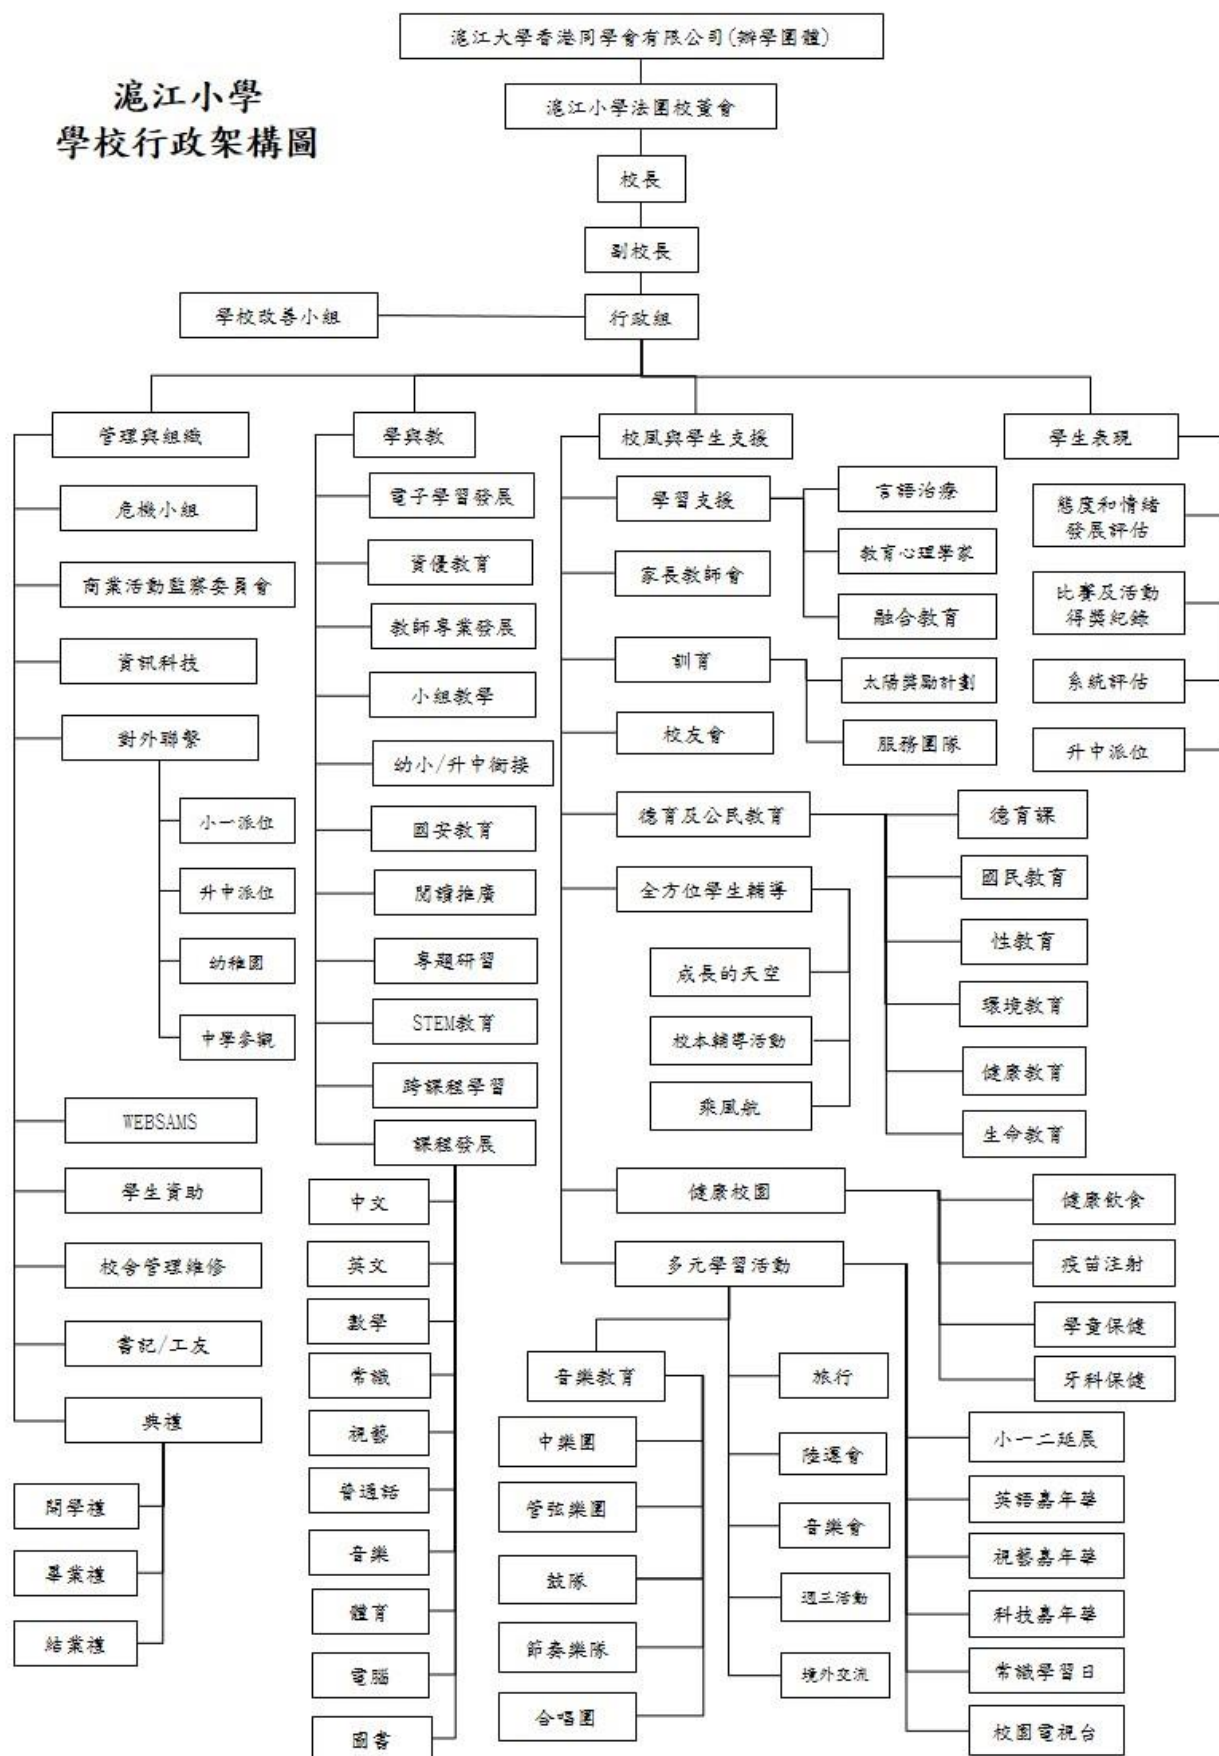 滬江大學香港同學會有限公司(辦學團體)
滬江小學
學校行政架構圖
滬江小學法團校董會
校長
副校長
行政組
學校改善小組
管理與組織
危機小組
商業活動監察委員會
資訊科技
對外聯繫
小一派位
升中派位
幼稚園
中學參觀
WEBSAMS
學生資助
校舍管理維修
書記/工友
典禮
開學禮
畢業禮
結業禮
學與教
電子學習發展
資優教育
教師專業發展
小組教學
幼小/升中銜接
國安教育
閱讀推廣
專題研習
STEM教育
跨課程學習
課程發展
中文
英文
數學
常識
視藝
普通話
音樂
體育
電腦
圖書
校風與學生支援
學習支援
言語治療
教育心理學家
融合教育
家長教師會
訓育
太陽獎勵計劃
服務團隊
校友會
德育及公民教育
德育課
國民教育
性教育
環境教育
健康教育
生命教育
全方位學生輔導
成長的天空
校本輔導活動
乘風航
健康校園
健康飲食
疫苗注射
學童保健
牙科保健
多元學習活動
音樂教育
中樂團
管弦樂團
鼓隊
節奏樂隊
合唱團
旅行
陸運會
音樂會
週三活動
境外交流
小一二延展
英語嘉年華
視藝嘉年華
科技嘉年華
常識學習日
校園電視台
學生表現
態度和情緒
發展評估
比賽及活動
得獎紀錄
系統評估
升中派位